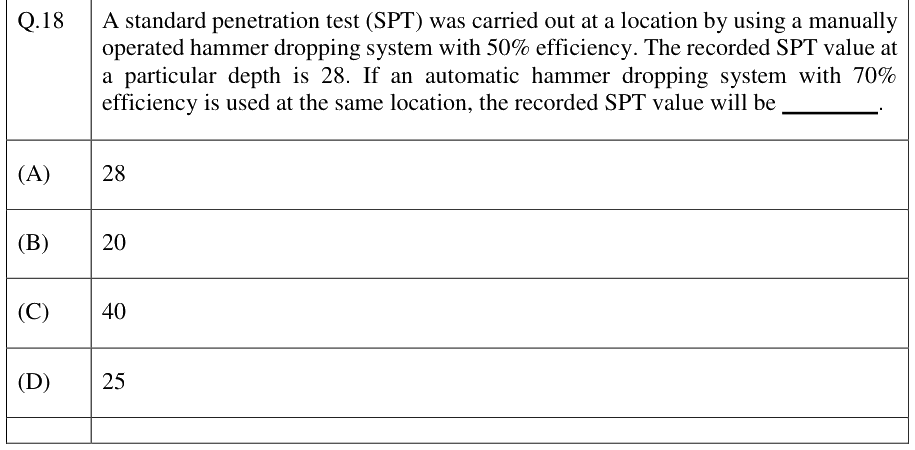 Q.18 A standard penetration test (SPT) was carried out at a location by using a manually
operated hammer dropping system with 50% efficiency. The recorded SPT value at
a particular depth is 28. If an automatic hammer dropping system with 70%
efficiency is used at the same location, the recorded SPT value will be ________.
(A) 28
(B) 20
(C) 40
(D) 25